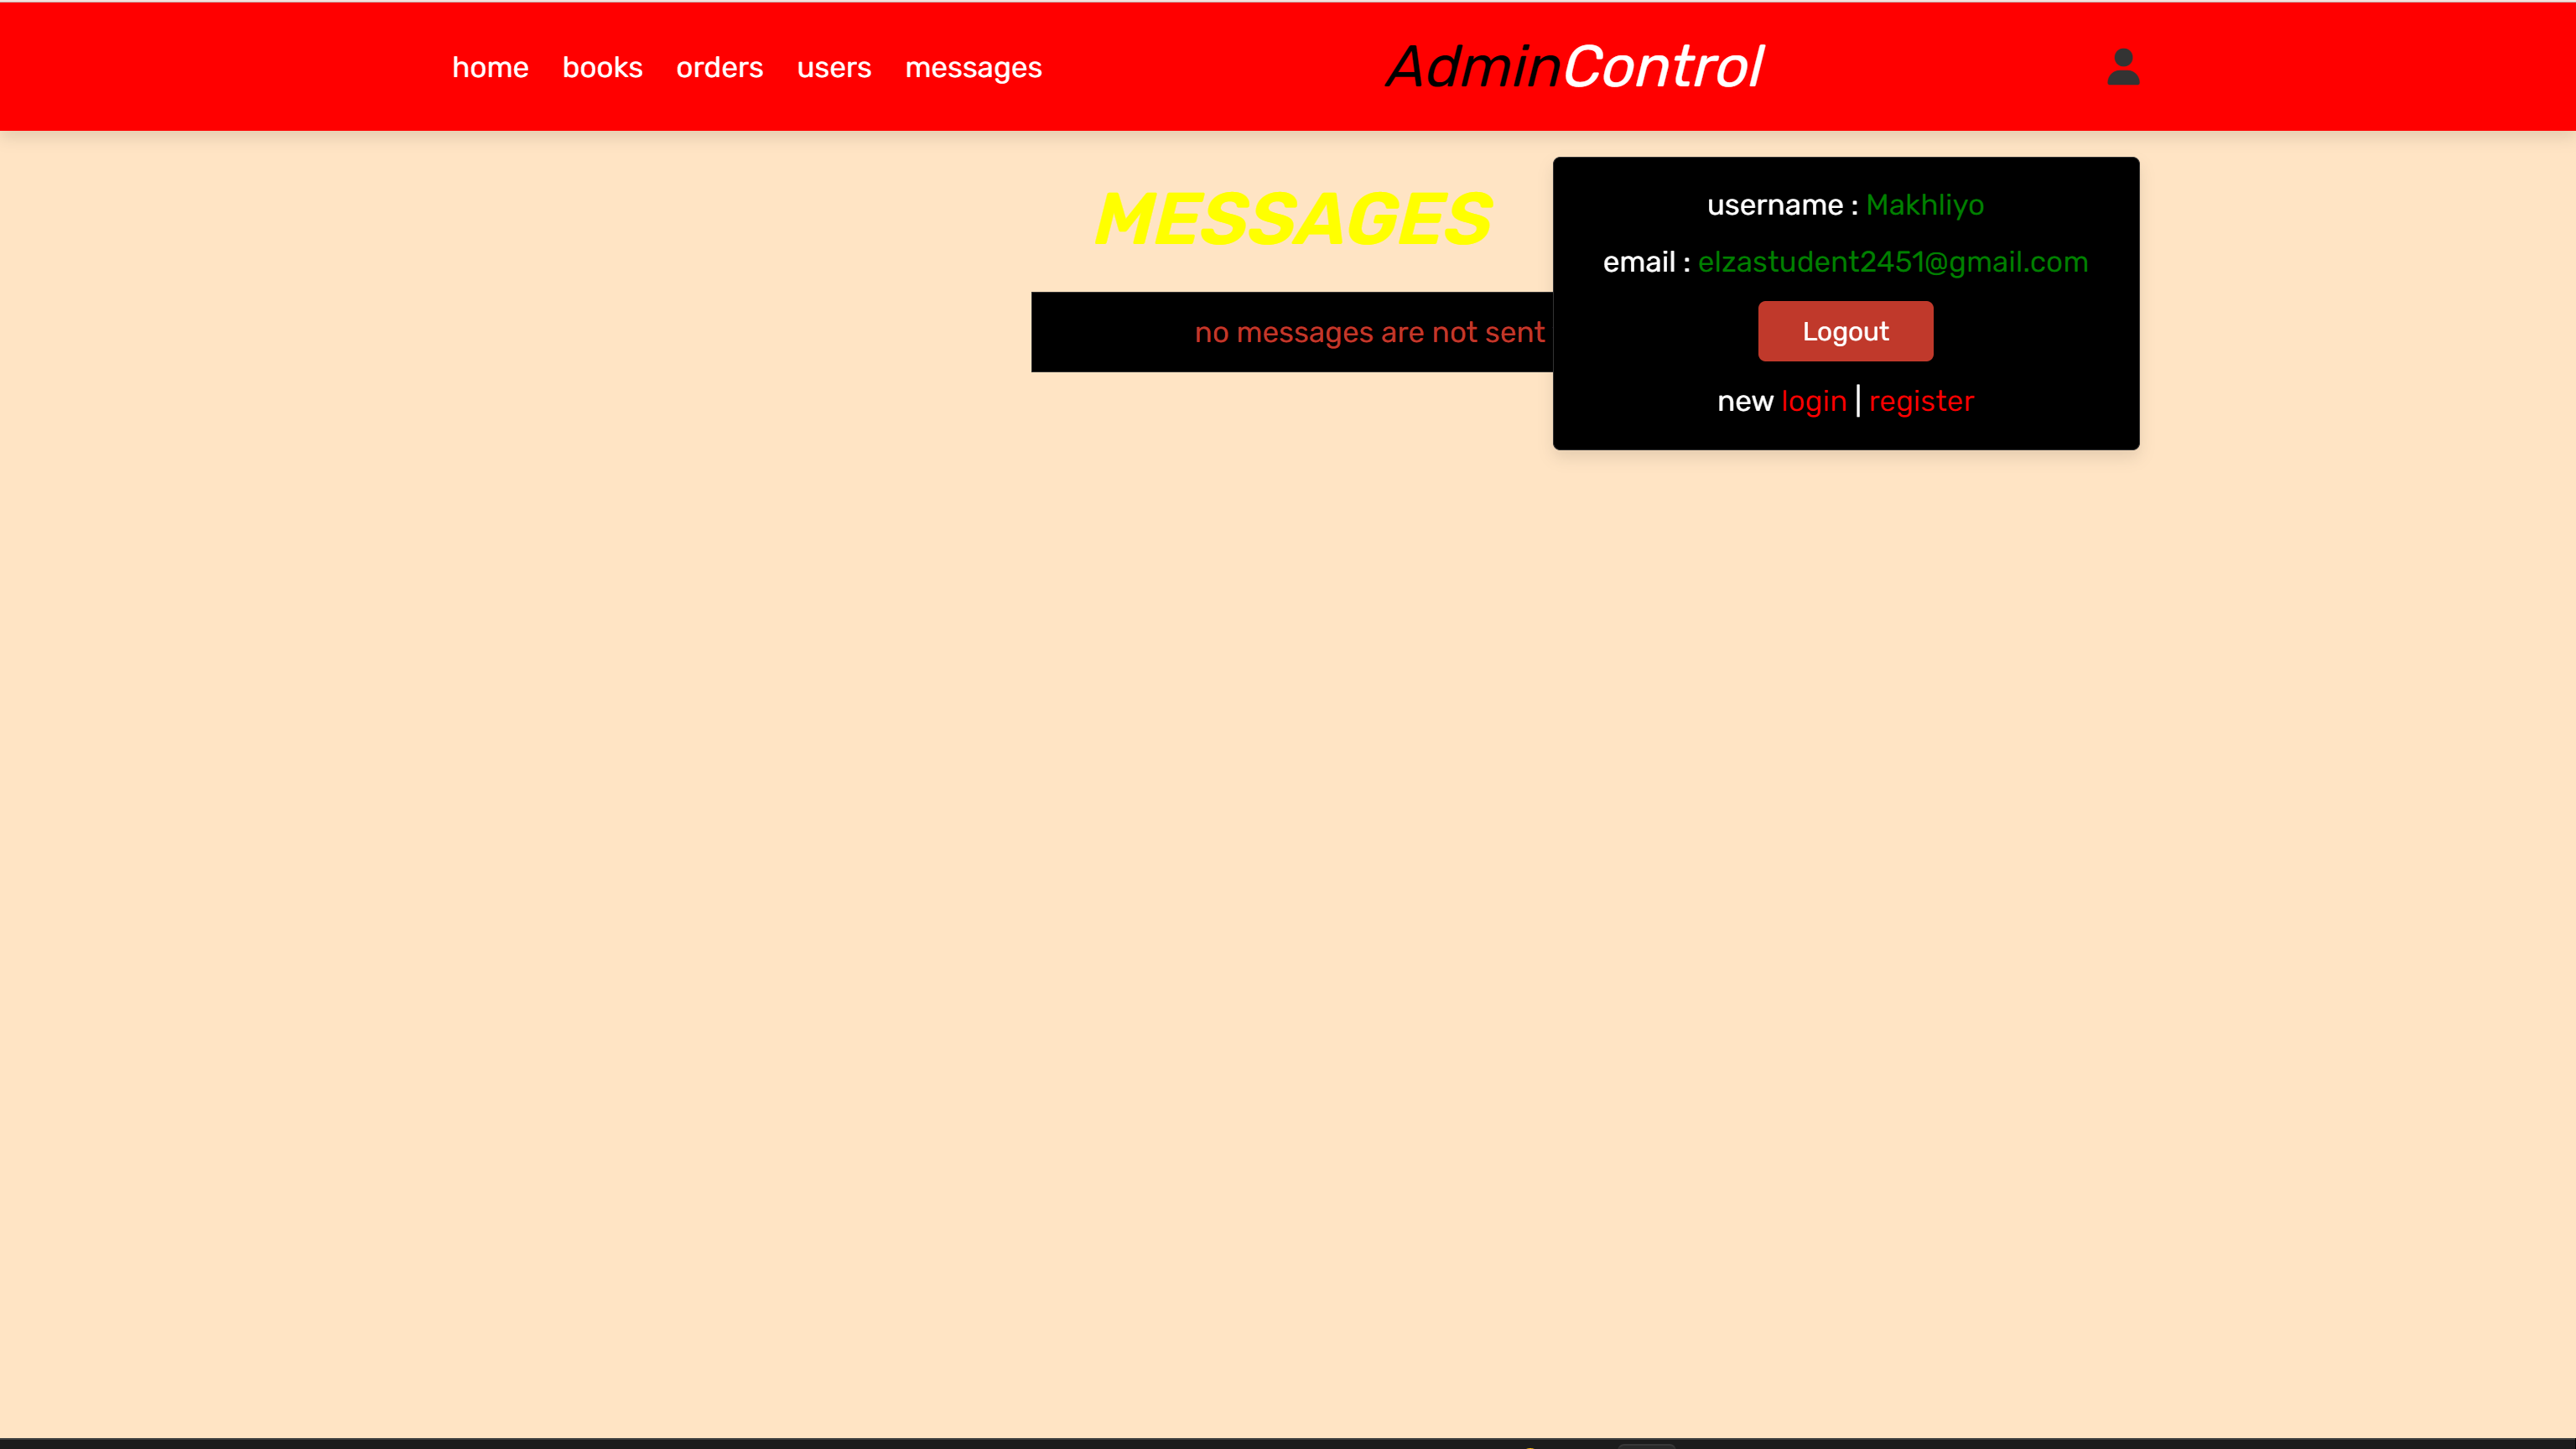 home books orders users messages AdminControl
MESSAGES
username : Makhliyo
email : elzastudent2451@gmail.com
no messages are not sent
Logout
new login | register